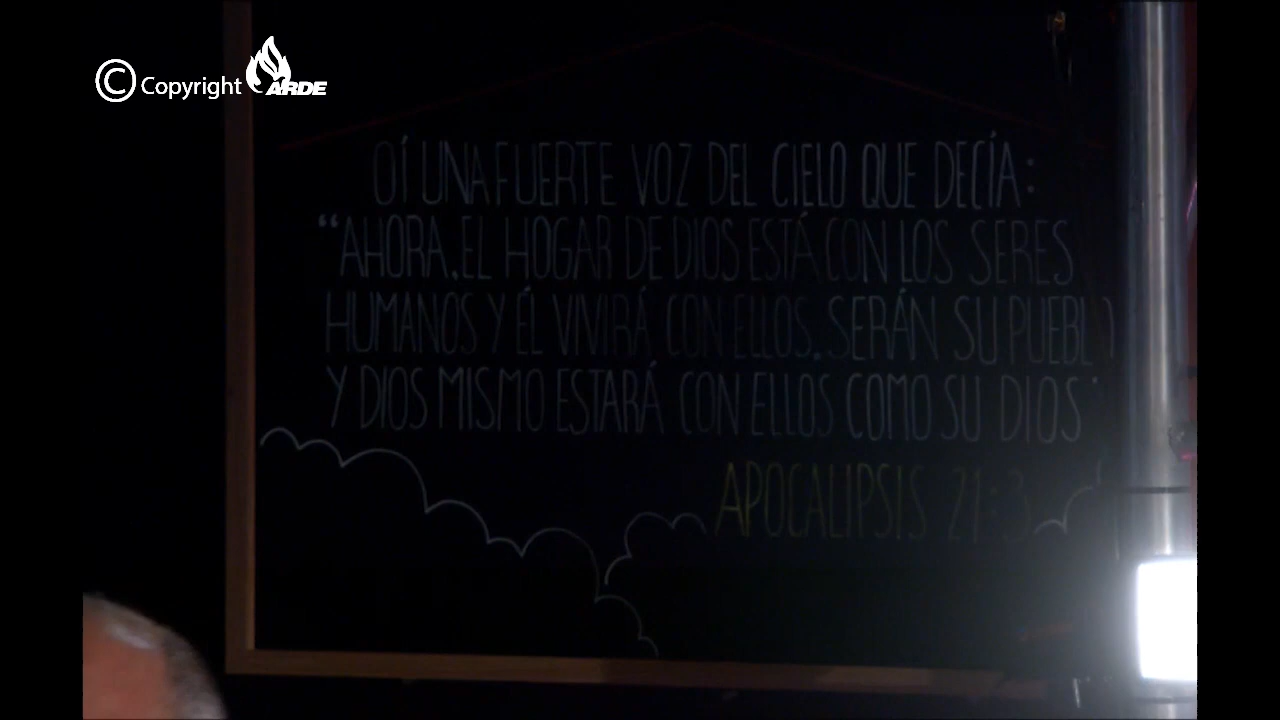 © Copyright ARDE
OÍ UNA FUERTE VOZ DEL CIELO QUE DECÍA:
“AHORA, EL HOGAR DE DIOS ESTÁ CON LOS SERES
HUMANOS Y ÉL VIVIRÁ CON ELLOS. SERÁN SU PUEBLO
Y DIOS MISMO ESTARÁ CON ELLOS COMO SU DIOS"
APOCALIPSIS 21:3